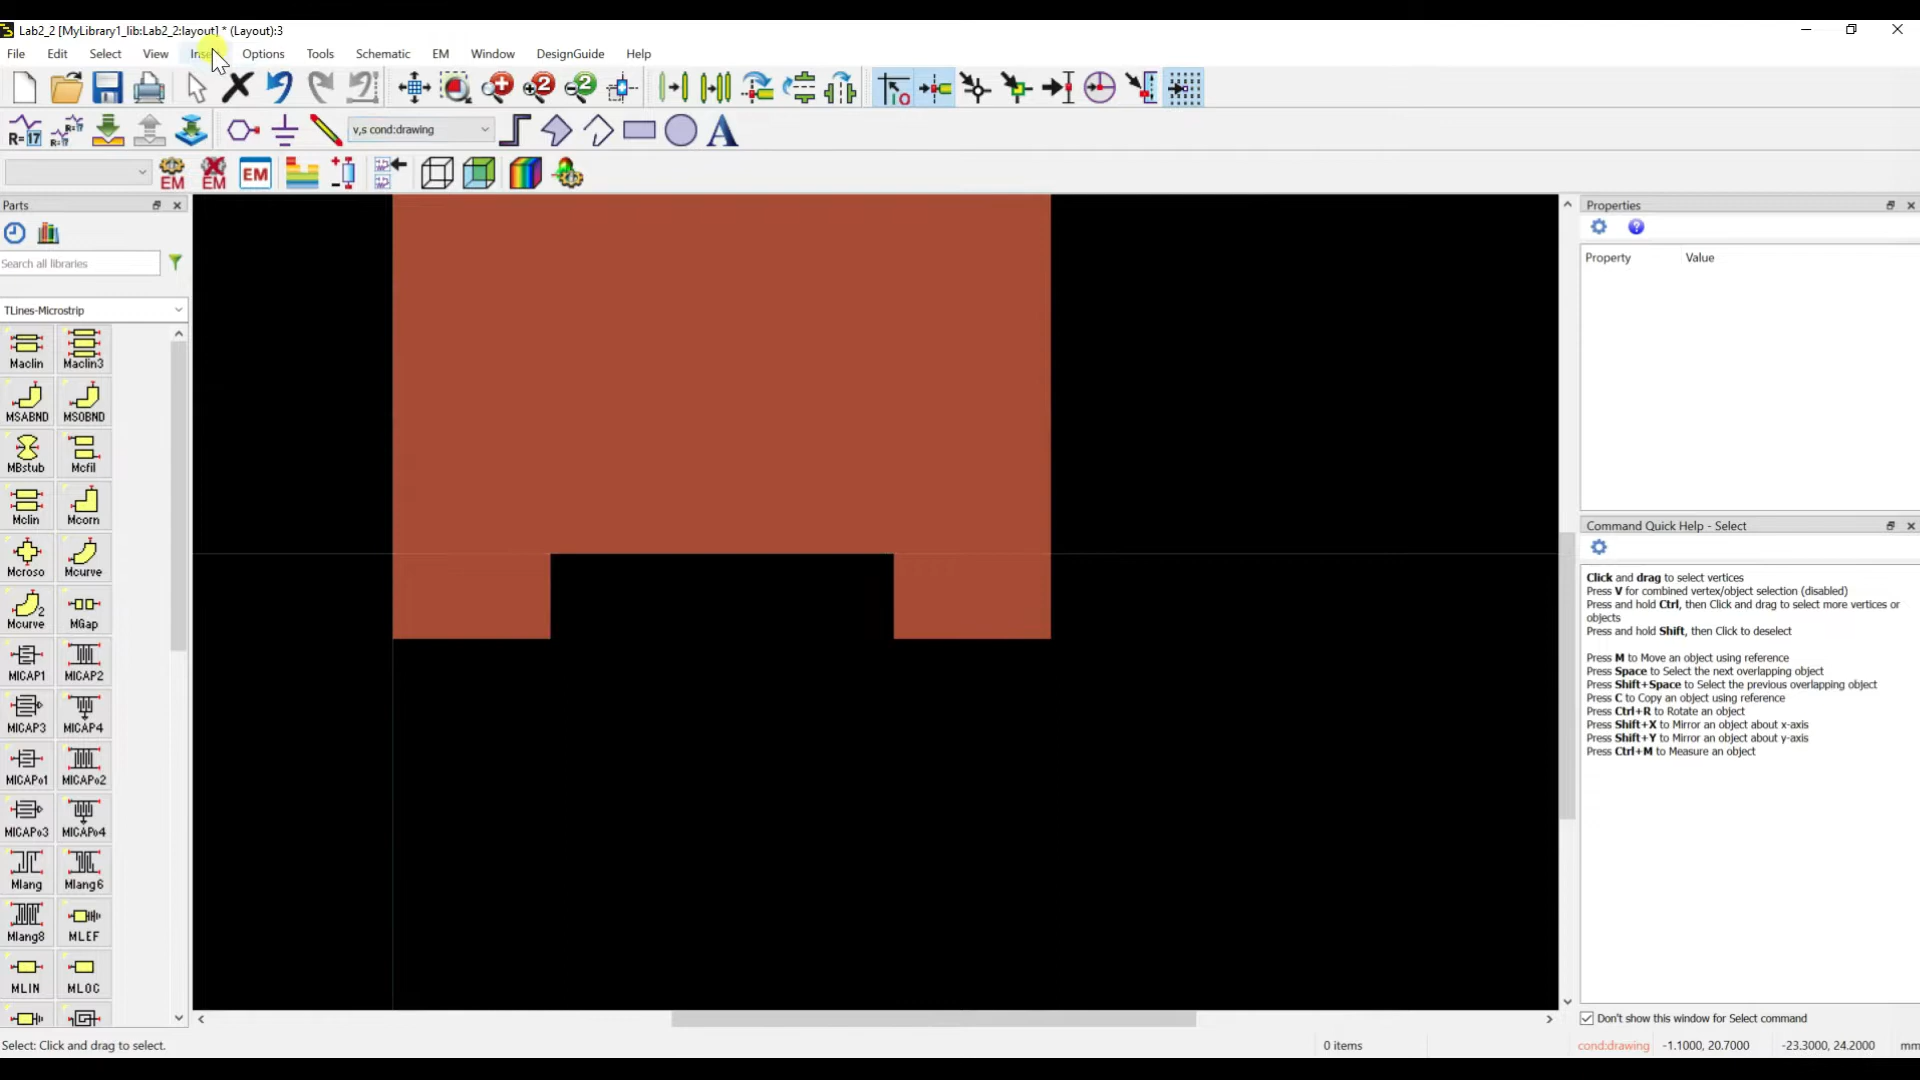 Lab2_2 [MyLibrary1_lib:Lab2_2:layout] * (Layout):3
File Edit Select View Insert Options Tools Schematic EM Window DesignGuide Help
v,s cond:drawing
R=17
EM EM EM
Parts
Search all libraries
TLines-Microstrip
Maclin Maclin3
MSABND MSOBND
MBstub Mcfil
Mclin Mcorn
Mcroso Mcurve
Mcurve MGap
MICAP1 MICAP2
MICAP3 MICAP4
MICAPo1 MICAPo2
MICAPo3 MICAPo4
Mlang Mlang6
Mlang8 MLEF
MLIN MLOC
Properties
Property Value
Command Quick Help - Select
Click and drag to select vertices
Press V for combined vertex/object selection (disabled)
Press and hold Ctrl, then Click and drag to select more vertices or
objects
Press and hold Shift, then Click to deselect
Press M to Move an object using reference
Press Space to Select the next overlapping object
Press Shift+Space to Select the previous overlapping object
Press C to Copy an object using reference
Press Ctrl+R to Rotate an object
Press Shift+X to Mirror an object about x-axis
Press Shift+Y to Mirror an object about y-axis
Press Ctrl+M to Measure an object
Don't show this window for Select command
Select: Click and drag to select.
0 items
cond:drawing -1.1000, 20.7000 -23.3000, 24.2000 mm